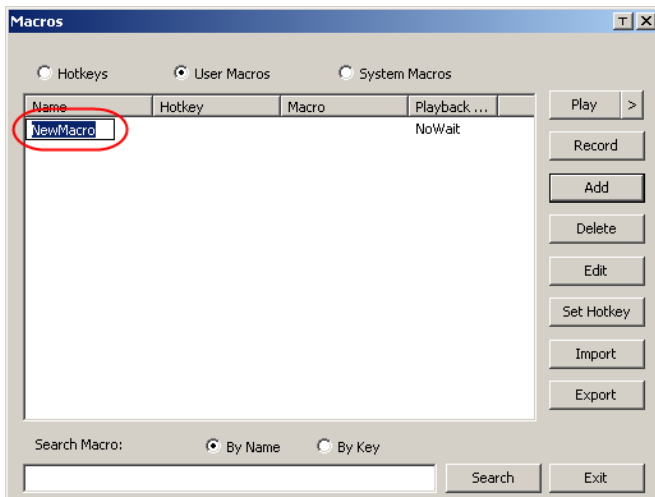 Macros
Hotkeys User Macros System Macros
Name Hotkey Macro Playback ... Play >
NewMacro NoWait
Record
Add
Delete
Edit
Set Hotkey
Import
Export
Search Macro: By Name By Key
Search Exit